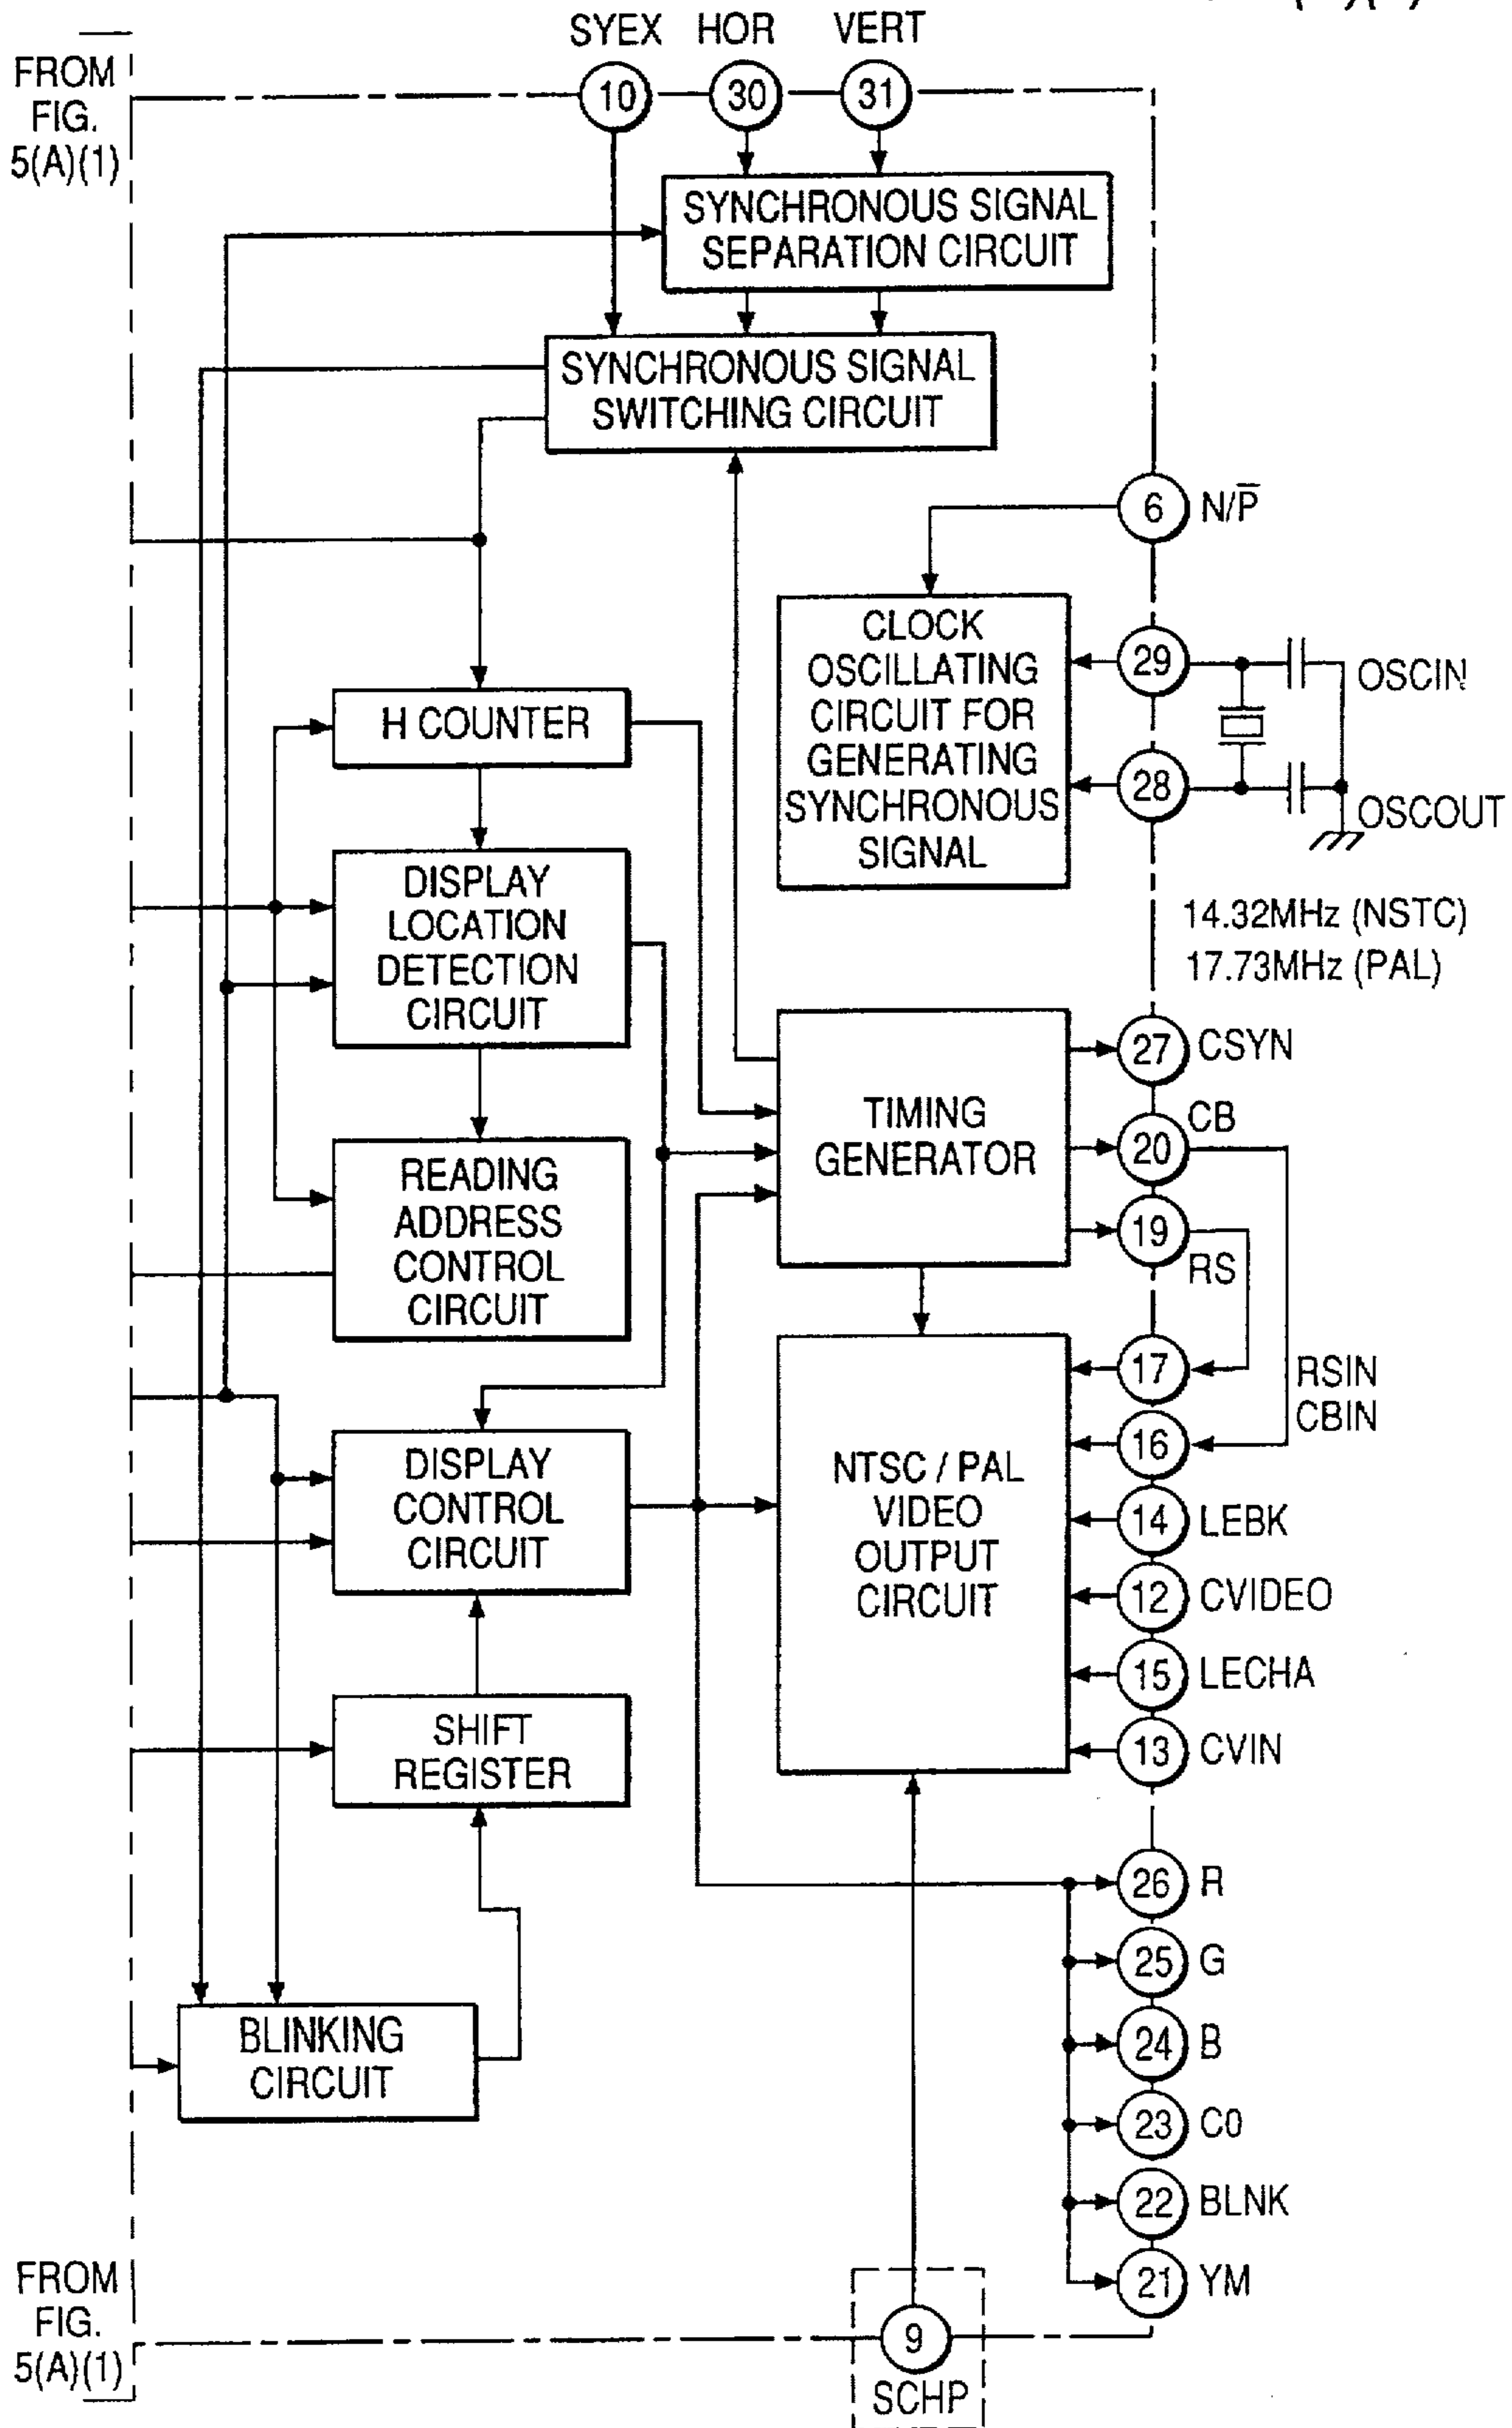 SYEX HOR VERT
FROM
FIG.
5(A)(1)
10 30 31
SYNCHRONOUS SIGNAL
SEPARATION CIRCUIT
SYNCHRONOUS SIGNAL
SWITCHING CIRCUIT
6 N/P̅
CLOCK
OSCILLATING
CIRCUIT FOR
GENERATING
SYNCHRONOUS
SIGNAL
29 OSCIN
28 OSCOUT
14.32MHz (NSTC)
17.73MHz (PAL)
H COUNTER
DISPLAY
LOCATION
DETECTION
CIRCUIT
READING
ADDRESS
CONTROL
CIRCUIT
TIMING
GENERATOR
27 CSYN
20 CB
19 RS
17 RSIN
16 CBIN
DISPLAY
CONTROL
CIRCUIT
NTSC / PAL
VIDEO
OUTPUT
CIRCUIT
14 LEBK
12 CVIDEO
15 LECHA
13 CVIN
SHIFT
REGISTER
26 R
25 G
24 B
23 C0
22 BLNK
21 YM
BLINKING
CIRCUIT
FROM
FIG.
5(A)(1)
9
SCHP